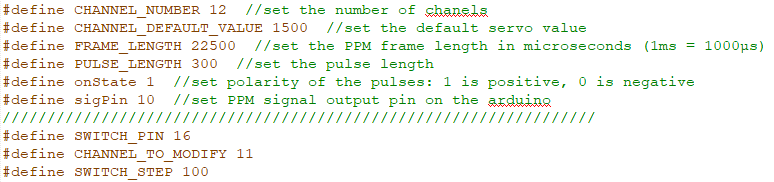 #define CHANNEL_NUMBER 12  //set the number of chanels
#define CHANNEL_DEFAULT_VALUE 1500  //set the default servo value
#define FRAME_LENGTH 22500  //set the PPM frame length in microseconds (1ms = 1000µs)
#define PULSE_LENGTH 300  //set the pulse length
#define onState 1  //set polarity of the pulses: 1 is positive, 0 is negative
#define sigPin 10  //set PPM signal output pin on the arduino
//////////////////////////////////////////////////////////////////
#define SWITCH_PIN 16
#define CHANNEL_TO_MODIFY 11
#define SWITCH_STEP 100